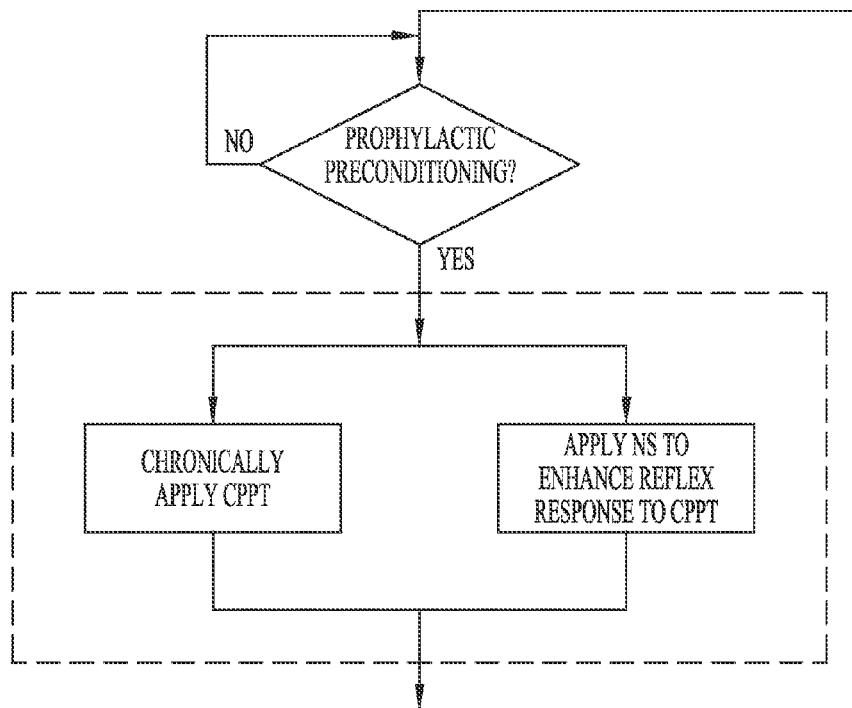 PROPHYLACTIC
PRECONDITIONING?
NO
YES
CHRONICALLY
APPLY CPPT
APPLY NS TO
ENHANCE REFLEX
RESPONSE TO CPPT